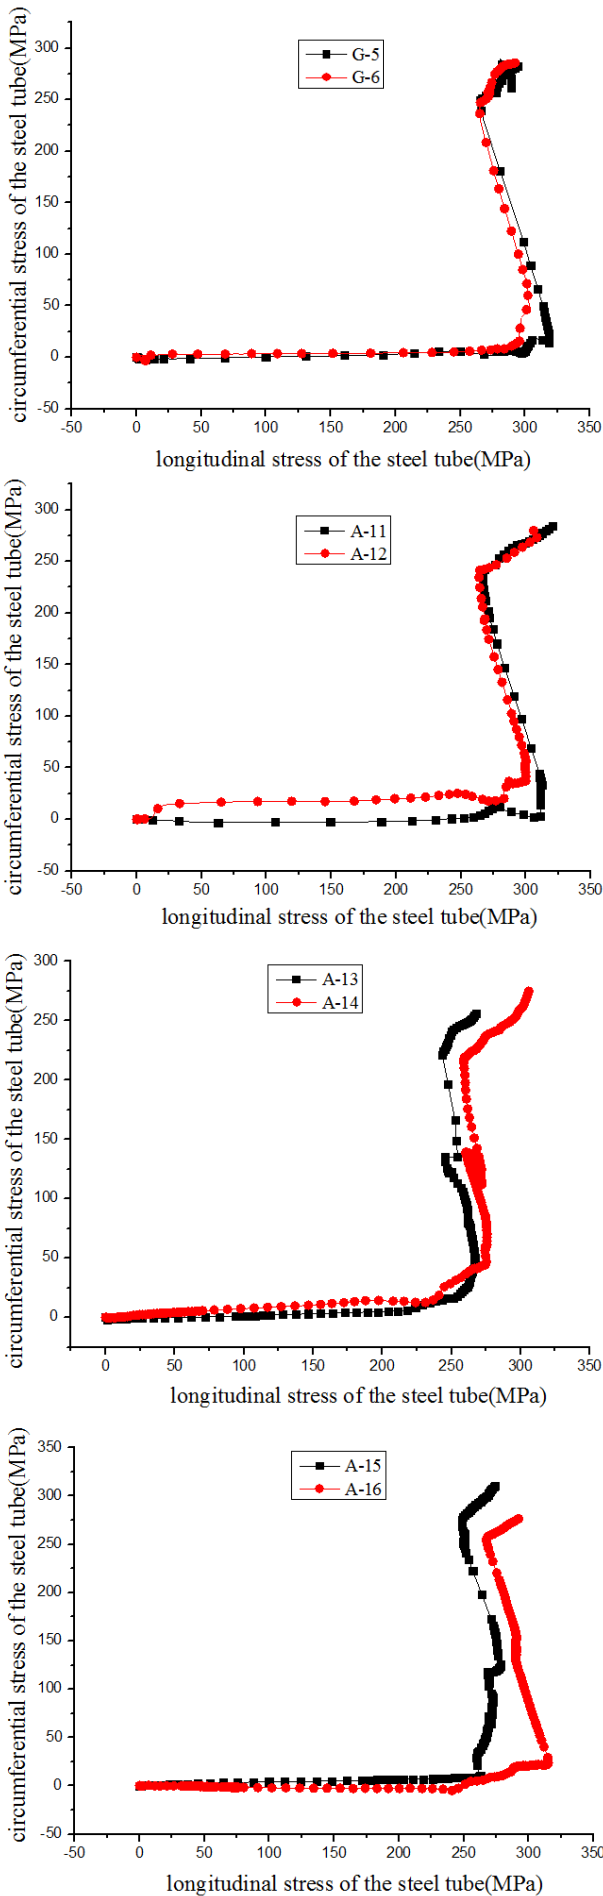 circumferential stress of the steel tube(MPa)
300
250
200
150
100
50
0
-50
G-5
G-6
-50 0 50 100 150 200 250 300 350
longitudinal stress of the steel tube(MPa)
circumferential stress of the steel tube(MPa)
300
250
200
150
100
50
0
-50
A-11
A-12
-50 0 50 100 150 200 250 300 350
longitudinal stress of the steel tube(MPa)
circumferential stress of the steel tube(MPa)
300
250
200
150
100
50
0
A-13
A-14
0 50 100 150 200 250 300 350
longitudinal stress of the steel tube(MPa)
circumferential stress of the steel tube(MPa)
350
300
250
200
150
100
50
0
-50
A-15
A-16
-50 0 50 100 150 200 250 300 350
longitudinal stress of the steel tube(MPa)